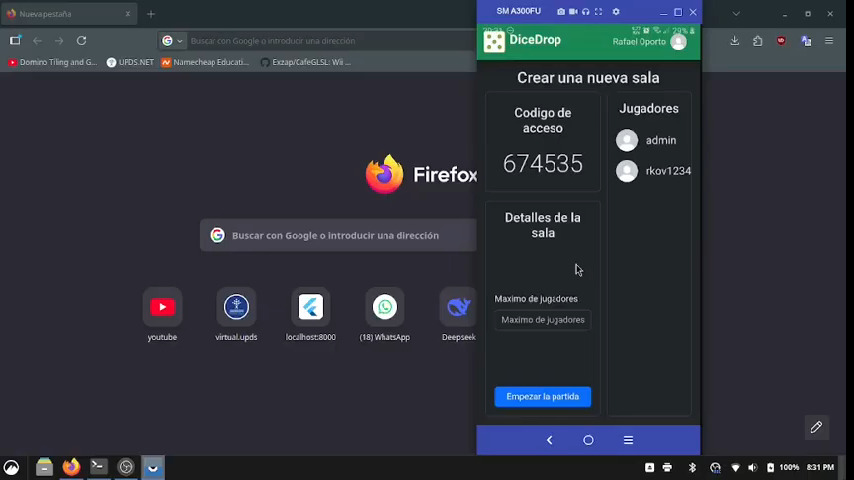 Nueva pestaña
Buscar con Google o introducir una dirección
Domino Tiling and G...
UPDS.NET
Namecheap Educati...
Exzap/CafeGLSL: Wii ...
Firefox
Buscar con Google o introducir una dirección
youtube
virtual.upds
localhost:8000
(18) WhatsApp
Deepseek
SM A300FU
79%
DiceDrop
Rafael Oporto
Crear una nueva sala
Codigo de
acceso
674535
Jugadores
admin
rkov1234
Detalles de la
sala
Maximo de jugadores
Maximo de jugadores
Empezar la partida
100%
8:31 PM